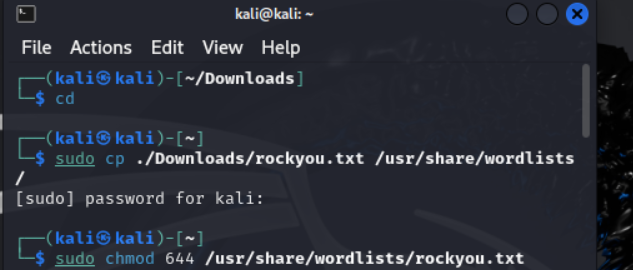 kali@kali: ~
File Actions Edit View Help
┌──(kali㉿kali)-[~/Downloads]
└─$ cd
┌──(kali㉿kali)-[~]
└─$ sudo cp ./Downloads/rockyou.txt /usr/share/wordlists
/
[sudo] password for kali:
┌──(kali㉿kali)-[~]
└─$ sudo chmod 644 /usr/share/wordlists/rockyou.txt